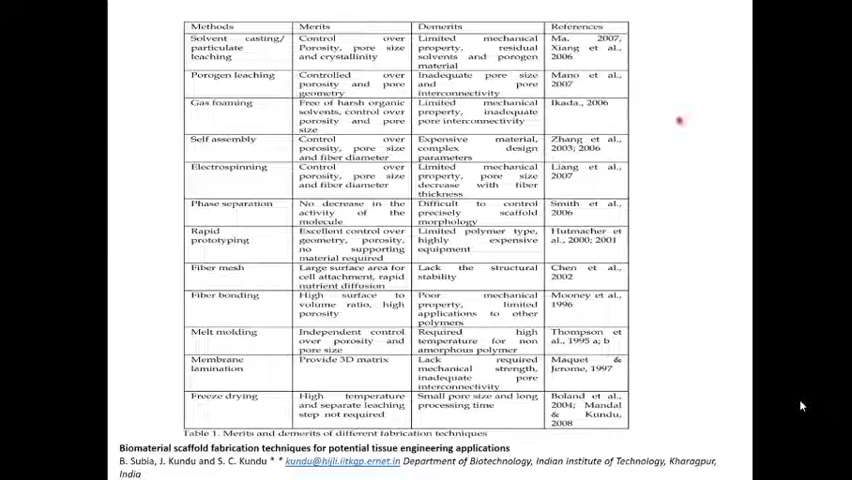 Methods Merits Demerits References
Solvent casting/ Control over Limited mechanical Ma. 2007;
particulate Porosity, pore size property, residual Xiang et al.,
leaching and crystallinity solvents and porogen 2006
material
Porogen leaching Controlled over Inadequate pore size Mano et al.,
porosity and pore and pore 2007
geometry interconnectivity
Gas foaming Free of harsh organic Limited mechanical Ikada., 2006
solvents, control over property, inadequate
porosity and pore pore interconnectivity
size
Self assembly Control over Expensive material, Zhang et al.,
porosity, pore size complex design 2003; 2006
and fiber diameter parameters
Electrospinning Control over Limited mechanical Liang et al.,
porosity, pore size property, pore size 2007
and fiber diameter decrease with fiber
thickness
Phase separation No decrease in the Difficult to control Smith et al.,
activity of the precisely scaffold 2006
molecule morphology
Rapid Excellent control over Limited polymer type, Hutmacher et
prototyping geometry, porosity, highly expensive al., 2000; 2001
no supporting equipment
material required
Fiber mesh Large surface area for Lack the structural Chen et al.,
cell attachment, rapid stability 2002
nutrient diffusion
Fiber bonding High surface to Poor mechanical Mooney et al.,
volume ratio, high property, limited 1996
porosity applications to other
polymers
Melt molding Independent control Required high Thompson et
over porosity and temperature for non al., 1995 a; b
pore size amorphous polymer
Membrane Provide 3D matrix Lack required Maquet &
lamination mechanical strength, Jerome, 1997
inadequate pore
interconnectivity
Freeze drying High temperature Small pore size and long Boland et al.,
and separate leaching processing time 2004; Mandal
step not required & Kundu,
2008
Table 1. Merits and demerits of different fabrication techniques
Biomaterial scaffold fabrication techniques for potential tissue engineering applications
B. Subia, J. Kundu and S. C. Kundu * * kundu@hijli.iitkgp.ernet.in Department of Biotechnology, Indian institute of Technology, Kharagpur,
India